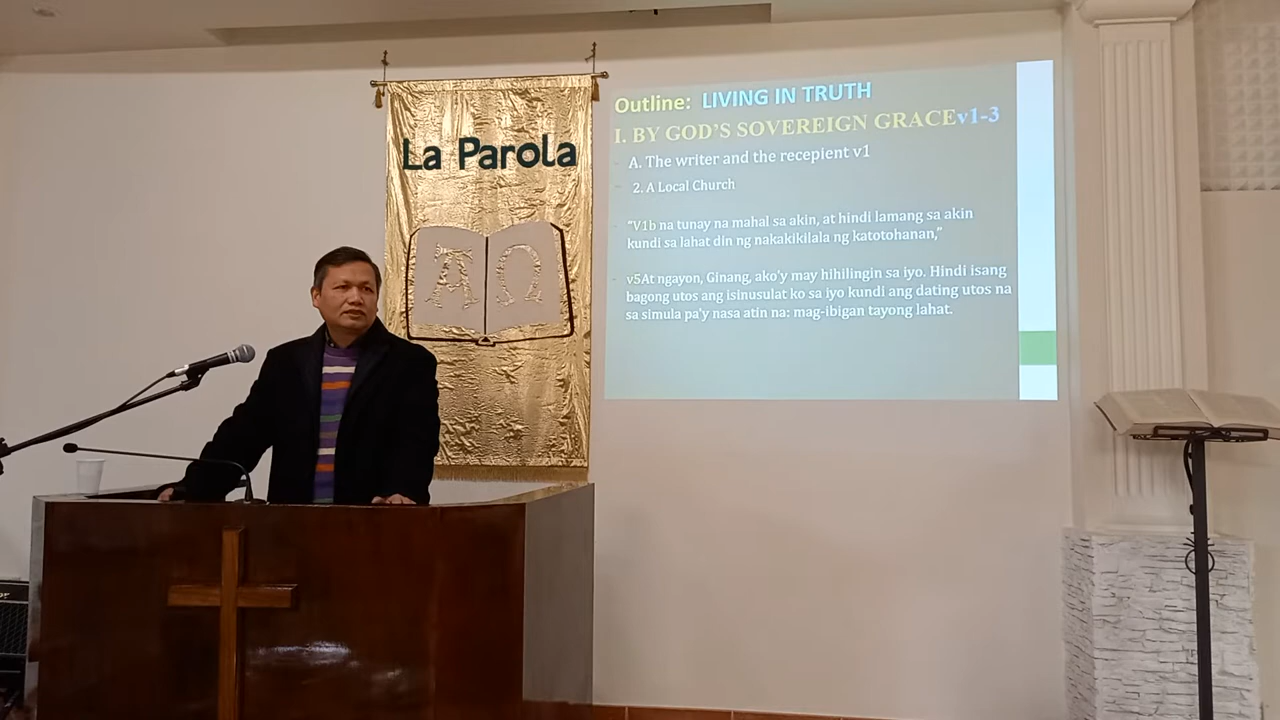 La Parola
Α Ω
Outline: LIVING IN TRUTH
I. BY GOD'S SOVEREIGN GRACEv1-3
A. The writer and the recepient v1
2. A Local Church
"V1b na tunay na mahal sa akin, at hindi lamang sa akin
kundi sa lahat din ng nakakikilala ng katotohanan,"
v5At ngayon, Ginang, ako'y may hihilingin sa iyo. Hindi isang
bagong utos ang isinusulat ko sa iyo kundi ang dating utos na
sa simula pa'y nasa atin na: mag-ibigan tayong lahat.